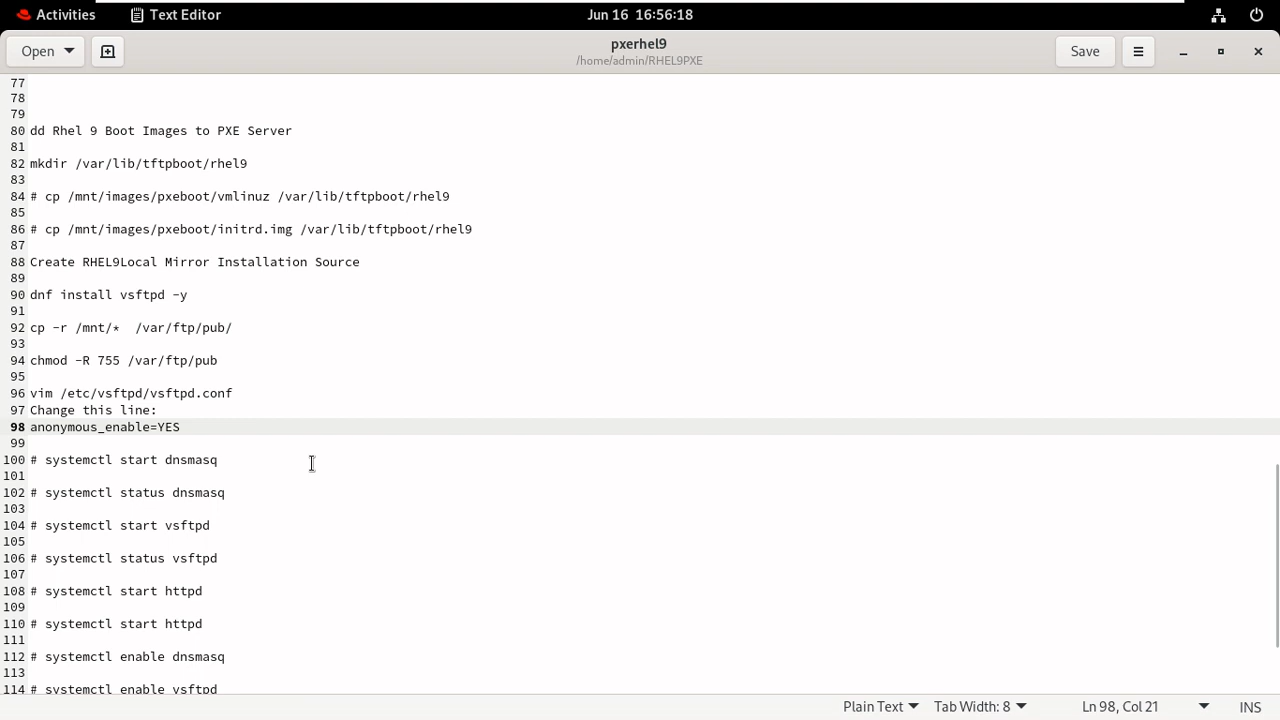 Activities Text Editor Jun 16 16:56:18
Open pxerhel9 Save
/home/admin/RHEL9PXE
77
78
79
80 dd Rhel 9 Boot Images to PXE Server
81
82 mkdir /var/lib/tftpboot/rhel9
83
84 # cp /mnt/images/pxeboot/vmlinuz /var/lib/tftpboot/rhel9
85
86 # cp /mnt/images/pxeboot/initrd.img /var/lib/tftpboot/rhel9
87
88 Create RHEL9Local Mirror Installation Source
89
90 dnf install vsftpd -y
91
92 cp -r /mnt/*  /var/ftp/pub/
93
94 chmod -R 755 /var/ftp/pub
95
96 vim /etc/vsftpd/vsftpd.conf
97 Change this line:
98 anonymous_enable=YES
99
100 # systemctl start dnsmasq
101
102 # systemctl status dnsmasq
103
104 # systemctl start vsftpd
105
106 # systemctl status vsftpd
107
108 # systemctl start httpd
109
110 # systemctl start httpd
111
112 # systemctl enable dnsmasq
113
114 # systemctl enable vsftpd
Plain Text Tab Width: 8 Ln 98, Col 21 INS